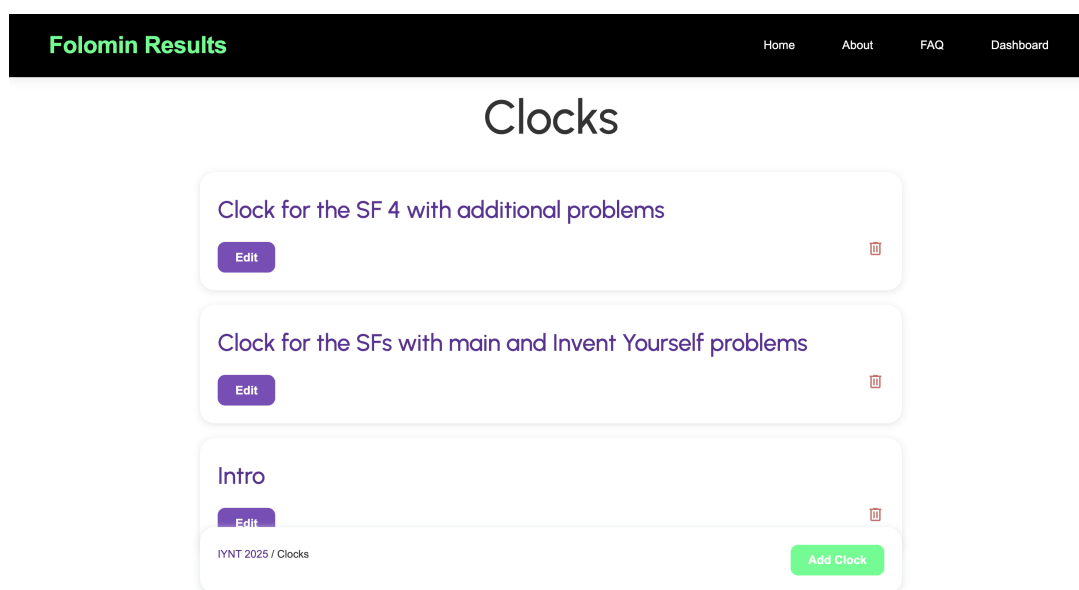 Folomin Results
Home About FAQ Dashboard
Clocks
Clock for the SF 4 with additional problems
Edit
Clock for the SFs with main and Invent Yourself problems
Edit
Intro
Edit
IYNT 2025 / Clocks
Add Clock